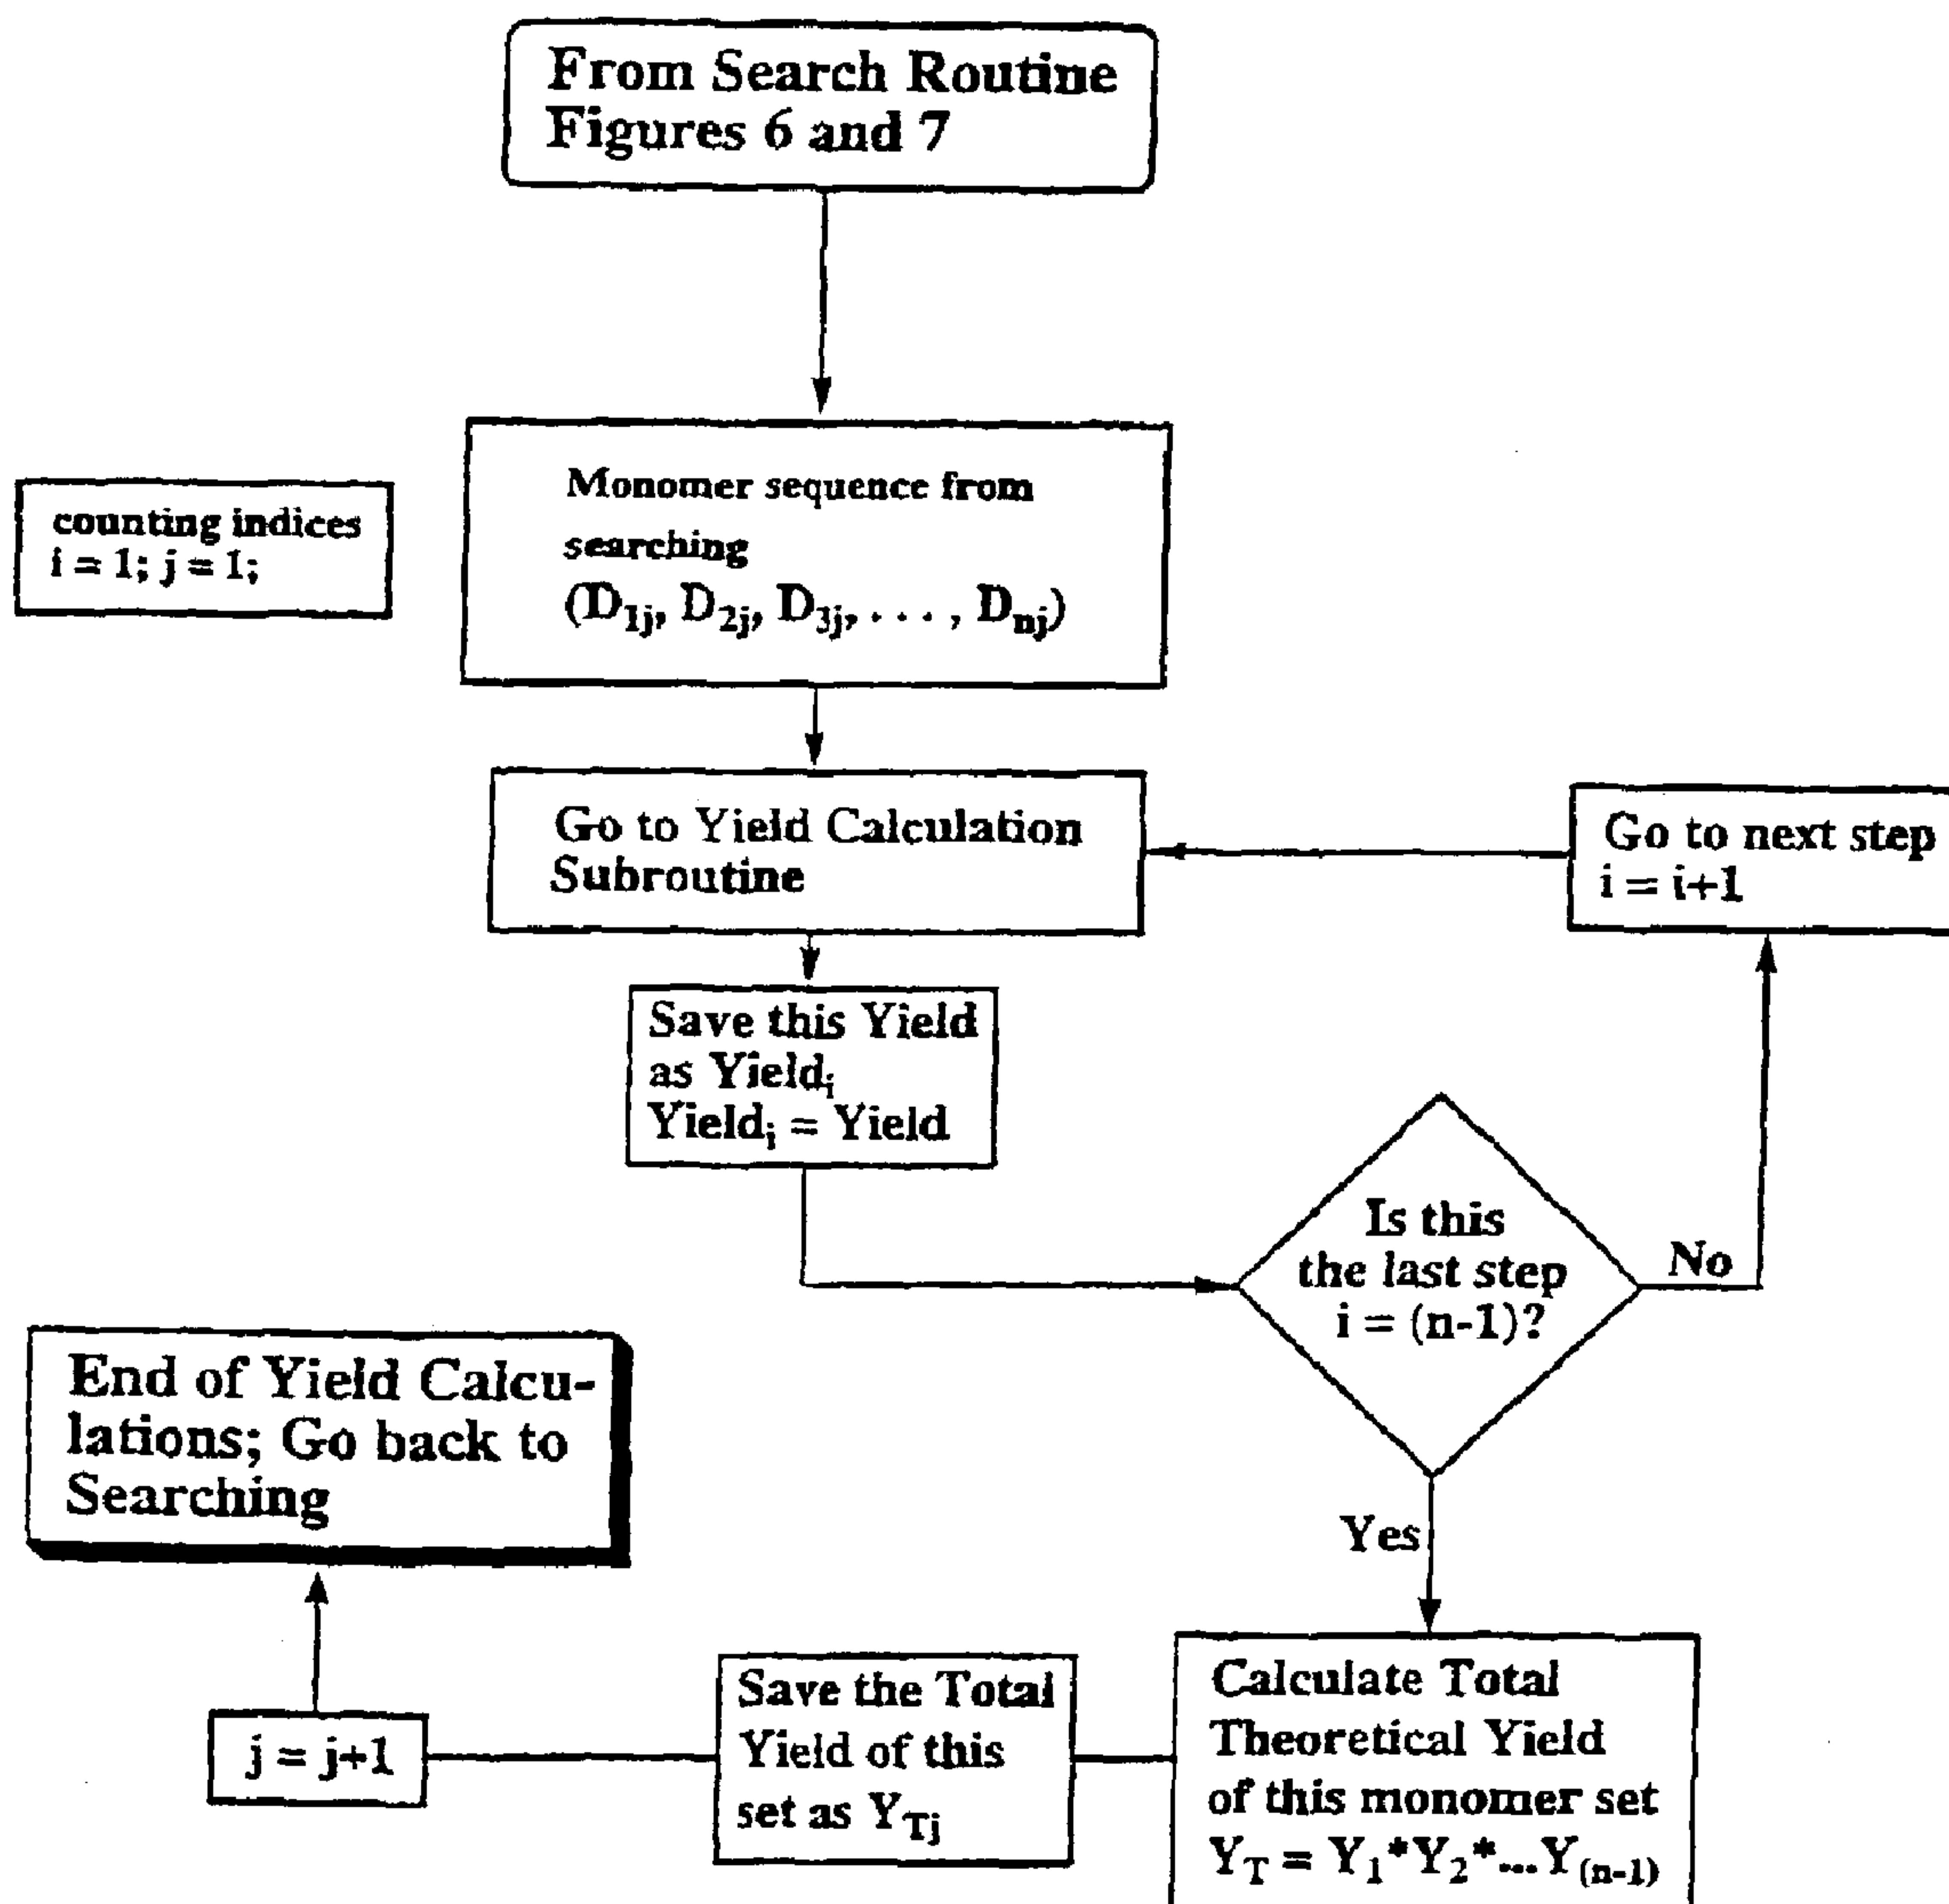 From Search Routine
Figures 6 and 7
counting indices
i = 1; j = 1;
Monomer sequence from
searching
(D1j, D2j, D3j, . . . , Dnj)
Go to Yield Calculation
Subroutine
Go to next step
i = i+1
Save this Yield
as Yieldi
Yieldi = Yield
Is this
the last step
i = (n-1)?
No
Yes
End of Yield Calcu-
lations; Go back to
Searching
j = j+1
Save the Total
Yield of this
set as YTj
Calculate Total
Theoretical Yield
of this monomer set
YT = Y1*Y2*...Y(n-1)